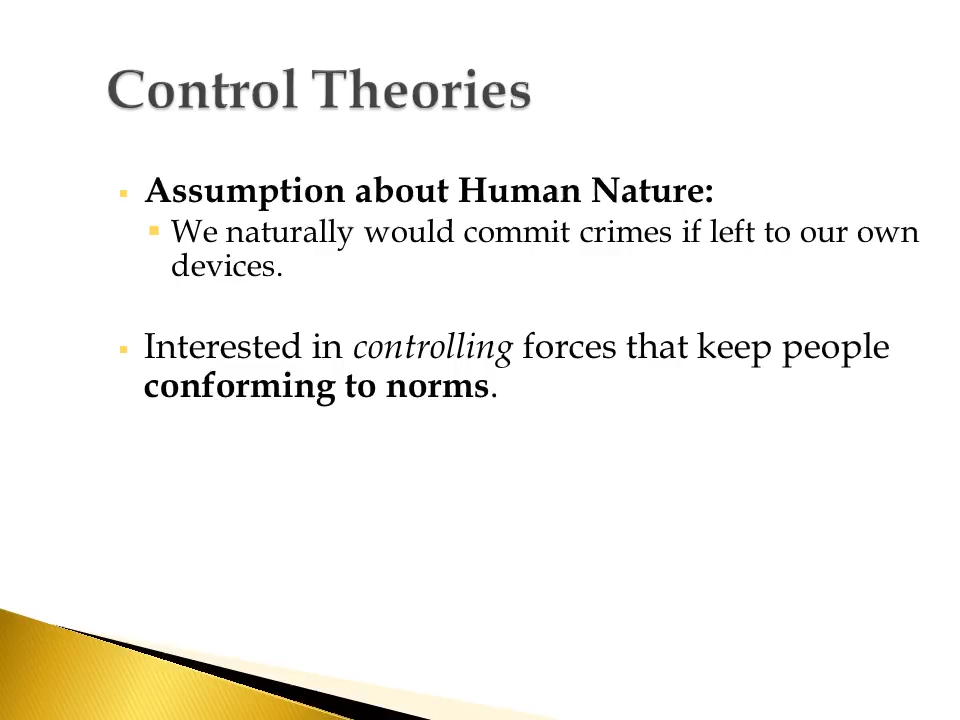 Control Theories
▪ Assumption about Human Nature:
▪ We naturally would commit crimes if left to our own
devices.
▪ Interested in controlling forces that keep people
conforming to norms.